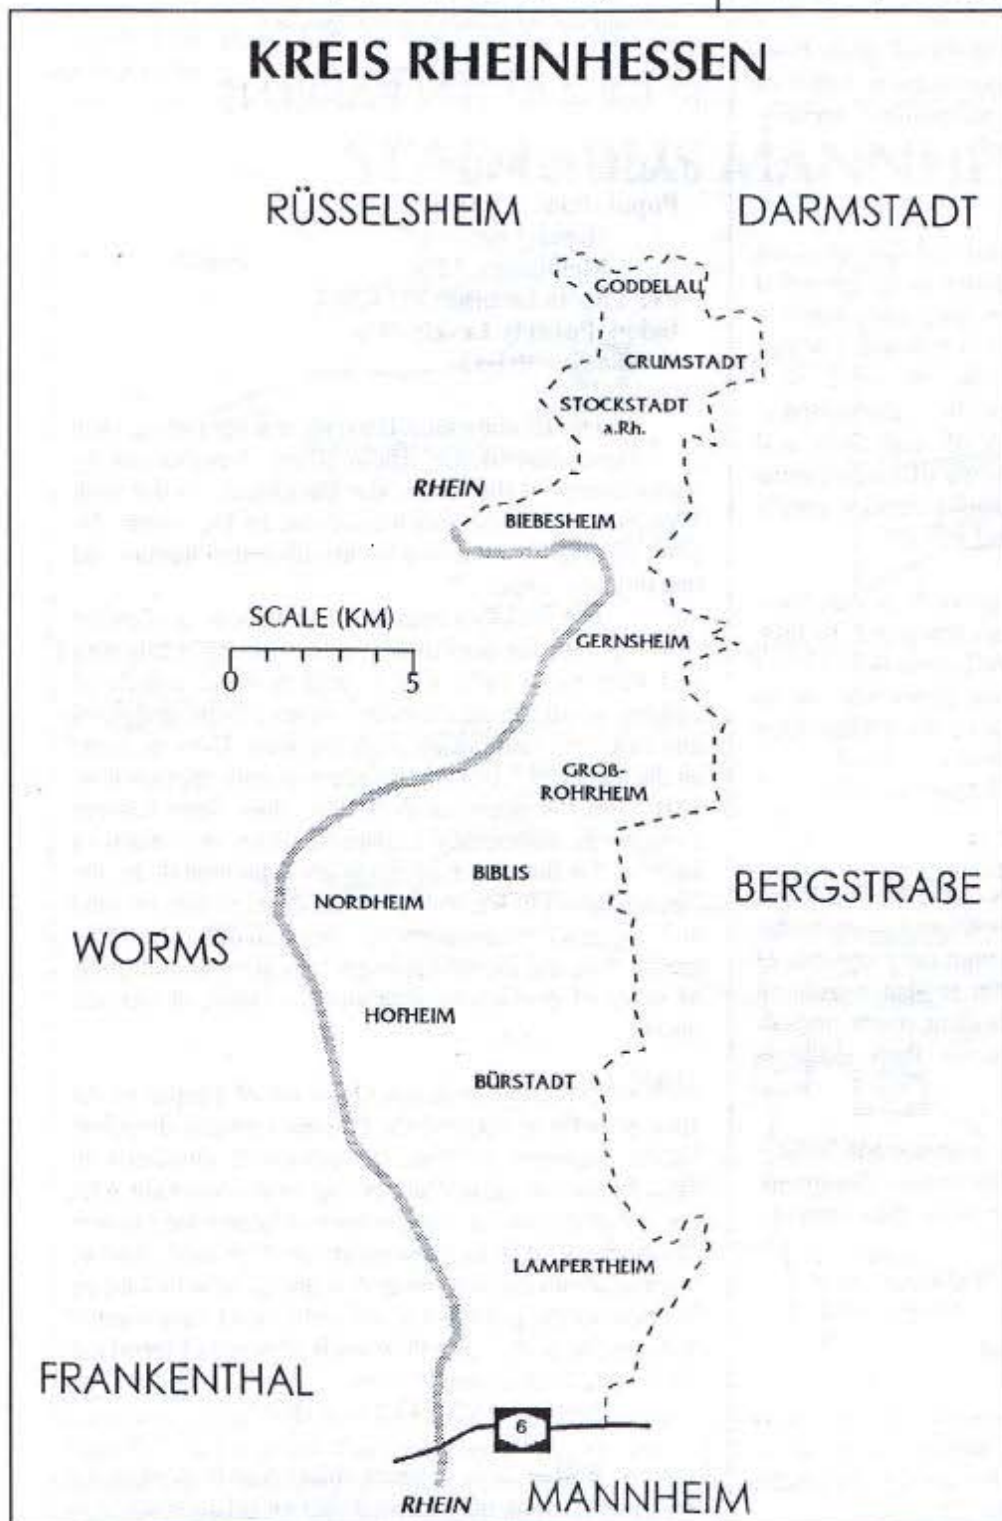 KREIS RHEINHESSEN
RÜSSELSHEIM
DARMSTADT
GODDELAU
CRUMSTADT
STOCKSTADT
a.Rh.
RHEIN
BIEBESHEIM
SCALE (KM)
0 5
GERNSHEIM
GROß-
ROHRHEIM
BIBLIS
NORDHEIM
BERGSTRAßE
WORMS
HOFHEIM
BÜRSTADT
LAMPERTHEIM
FRANKENTHAL
6
RHEIN
MANNHEIM